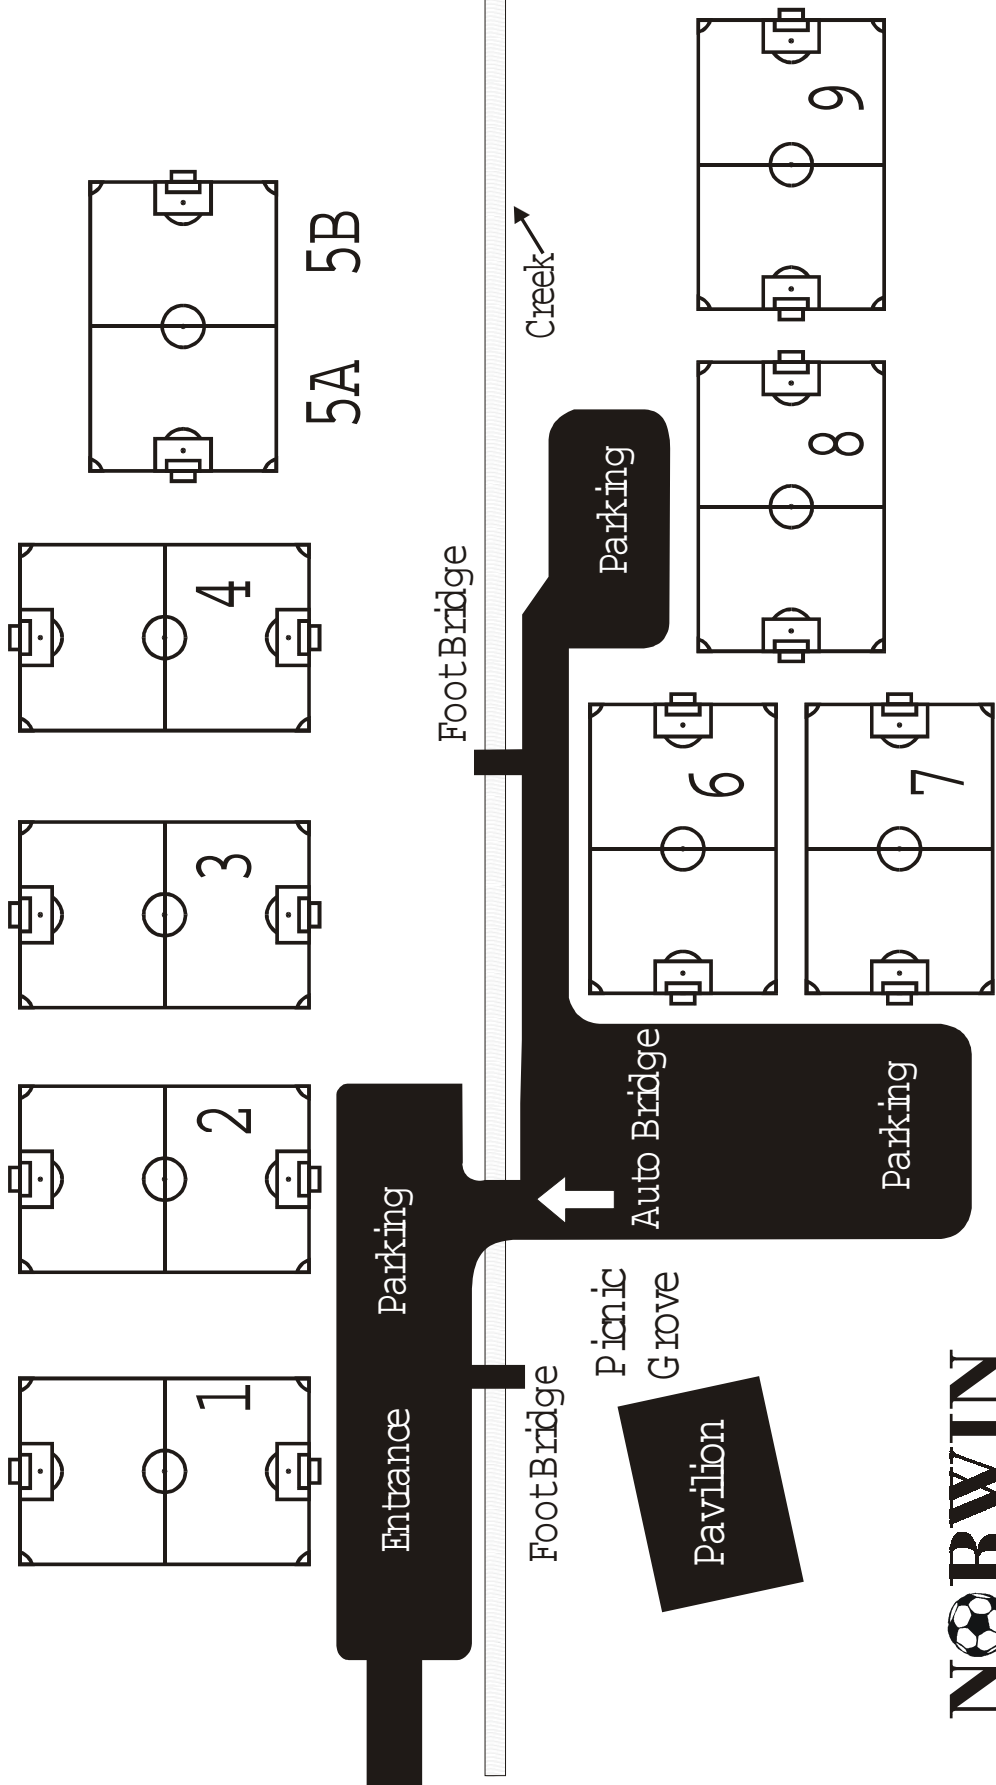 1
2
3
4
5A
5B
Entrance
Parking
Foot Bridge
Foot Bridge
Creek
Picnic
Grove
Auto Bridge
Parking
Pavilion
6
8
9
Parking
7
NORWIN